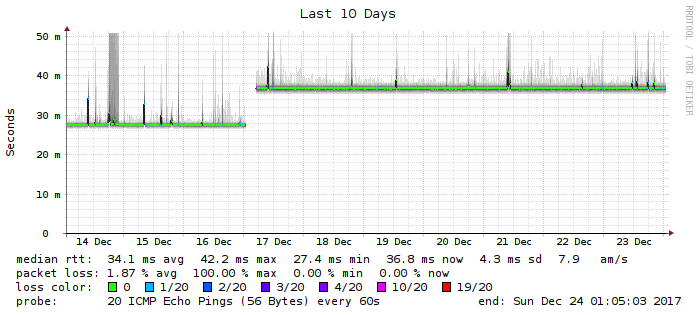 Last 10 Days
RRDTOOL / TOBI OETIKER
Seconds
50 m
40 m
30 m
20 m
10 m
0
14 Dec 15 Dec 16 Dec 17 Dec 18 Dec 19 Dec 20 Dec 21 Dec 22 Dec 23 Dec
median rtt: 34.1 ms avg 42.2 ms max 27.4 ms min 36.8 ms now 4.3 ms sd 7.9 am/s
packet loss: 1.87 % avg 100.00 % max 0.00 % min 0.00 % now
loss color: 0 1/20 2/20 3/20 4/20 10/20 19/20
probe: 20 ICMP Echo Pings (56 Bytes) every 60s end: Sun Dec 24 01:05:03 2017